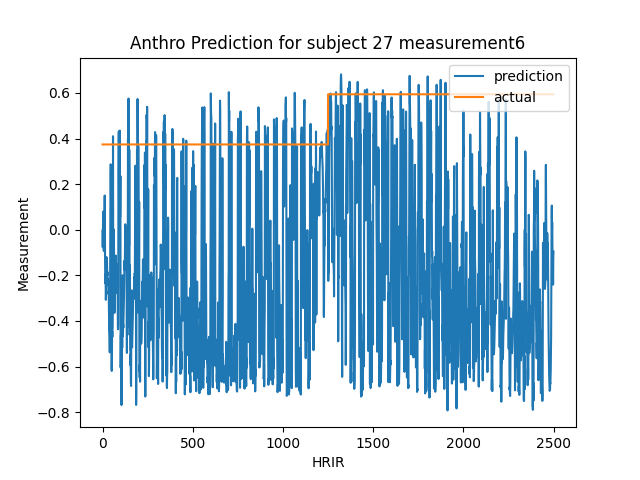 Anthro Prediction for subject 27 measurement6
prediction
actual
Measurement
0.6
0.4
0.2
0.0
−0.2
−0.4
−0.6
−0.8
0
500
1000
1500
2000
2500
HRIR